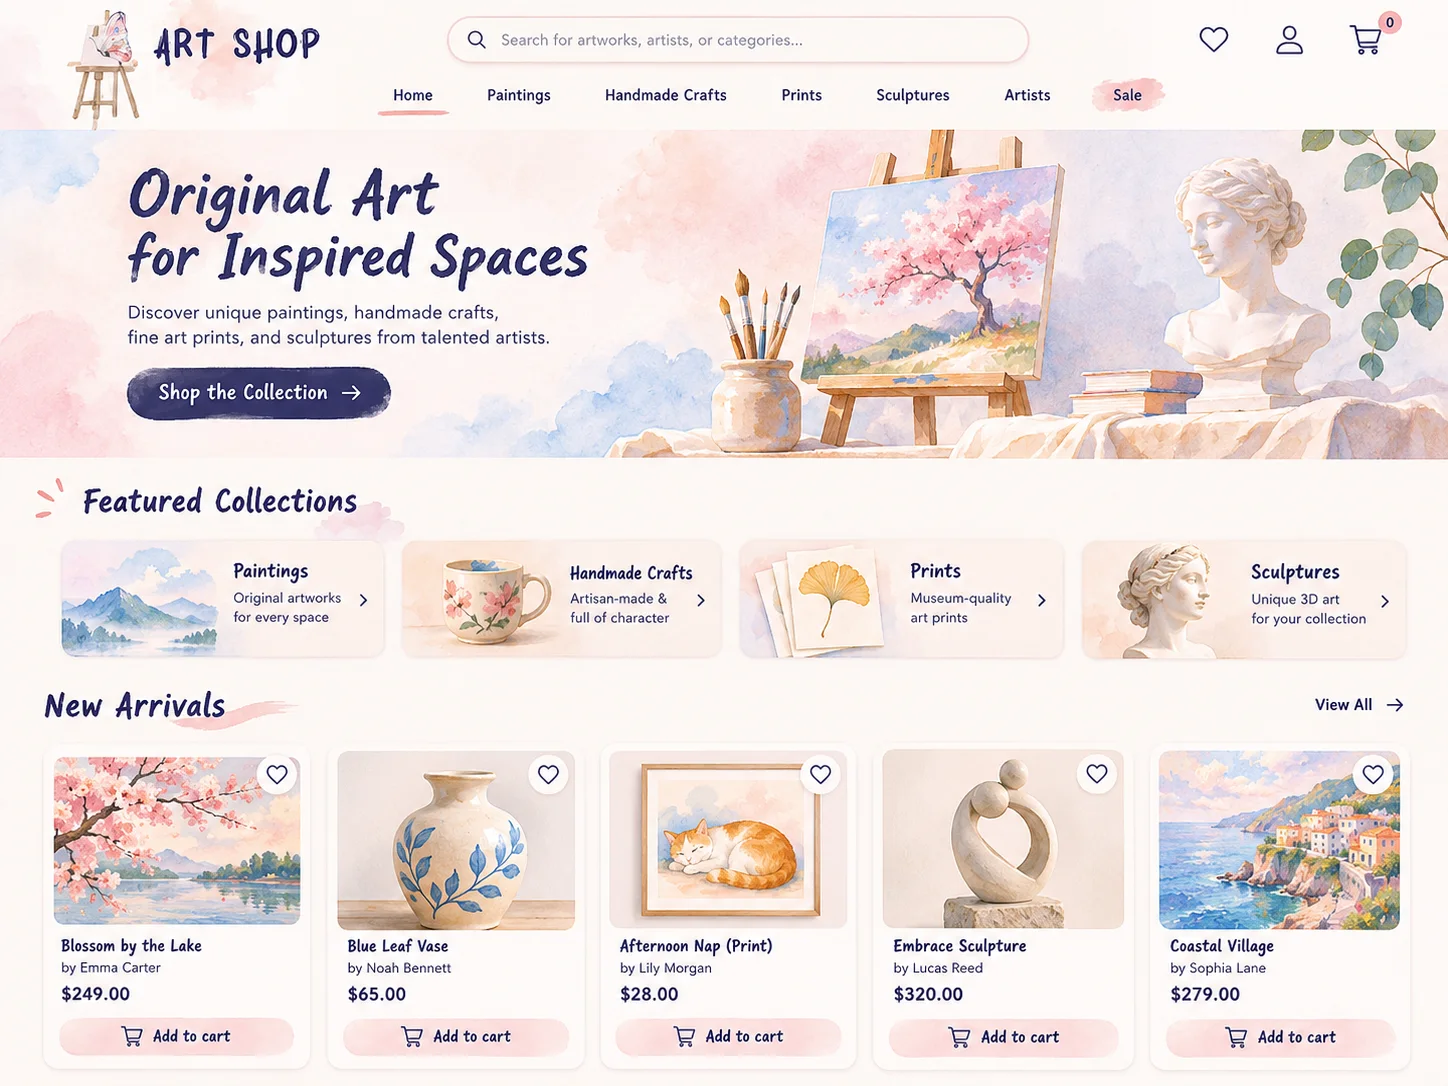 ART SHOP
Search for artworks, artists, or categories...
0
Home Paintings Handmade Crafts Prints Sculptures Artists Sale
Original Art
for Inspired Spaces
Discover unique paintings, handmade crafts,
fine art prints, and sculptures from talented artists.
Shop the Collection →
Featured Collections
Paintings
Original artworks
for every space
Handmade Crafts
Artisan-made &
full of character
Prints
Museum-quality
art prints
Sculptures
Unique 3D art
for your collection
New Arrivals
View All →
Blossom by the Lake
by Emma Carter
$249.00
Add to cart
Blue Leaf Vase
by Noah Bennett
$65.00
Add to cart
Afternoon Nap (Print)
by Lily Morgan
$28.00
Add to cart
Embrace Sculpture
by Lucas Reed
$320.00
Add to cart
Coastal Village
by Sophia Lane
$279.00
Add to cart